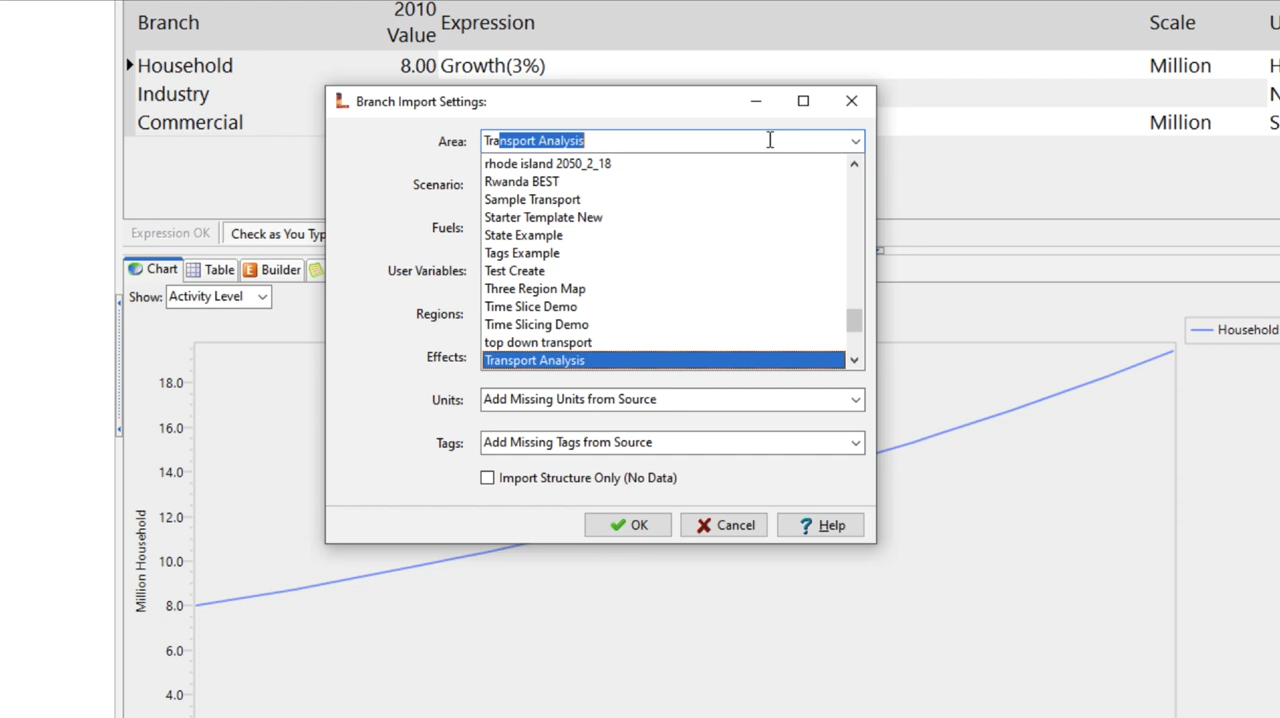 Branch 2010 Value Expression Scale U
Household 8.00 Growth(3%) Million H
Industry N
Commercial Million S
Branch Import Settings:
Area: Transport Analysis
rhode island 2050_2_18
Rwanda BEST
Sample Transport
Starter Template New
State Example
Tags Example
Test Create
Three Region Map
Time Slice Demo
Time Slicing Demo
top down transport
Transport Analysis
Scenario:
Fuels:
User Variables:
Regions:
Effects:
Units: Add Missing Units from Source
Tags: Add Missing Tags from Source
Import Structure Only (No Data)
OK Cancel Help
Expression OK Check as You Typ
Chart Table Builder
Show: Activity Level
Household
Million Household
18.0
16.0
14.0
12.0
10.0
8.0
6.0
4.0